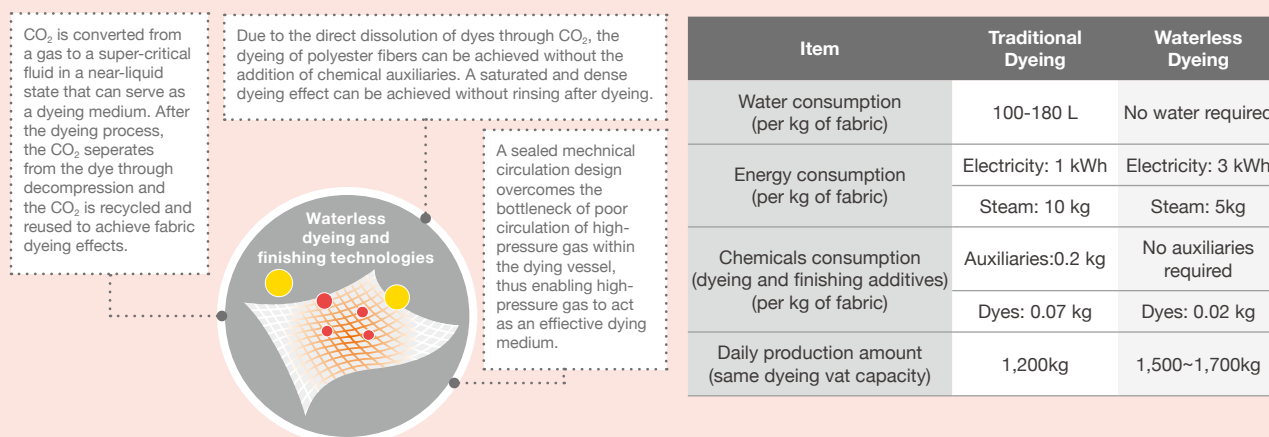 CO₂ is converted from
a gas to a super-critical
fluid in a near-liquid
state that can serve as
a dyeing medium. After
the dyeing process,
the CO₂ seperates
from the dye through
decompression and
the CO₂ is recycled and
reused to achieve fabric
dyeing effects.
Due to the direct dissolution of dyes through CO₂, the
dyeing of polyester fibers can be achieved without the
addition of chemical auxiliaries. A saturated and dense
dyeing effect can be achieved without rinsing after dyeing.
A sealed mechnical
circulation design
overcomes the
bottleneck of poor
circulation of high-
pressure gas within
the dying vessel,
thus enabling high-
pressure gas to act
as an effiective dying
medium.
Waterless
dyeing and
finishing technologies
Item
Traditional
Dyeing
Waterless
Dyeing
Water consumption
(per kg of fabric)
100-180 L
No water required
Energy consumption
(per kg of fabric)
Electricity: 1 kWh
Electricity: 3 kWh
Steam: 10 kg
Steam: 5kg
Chemicals consumption
(dyeing and finishing additives)
(per kg of fabric)
Auxiliaries:0.2 kg
No auxiliaries
required
Dyes: 0.07 kg
Dyes: 0.02 kg
Daily production amount
(same dyeing vat capacity)
1,200kg
1,500~1,700kg